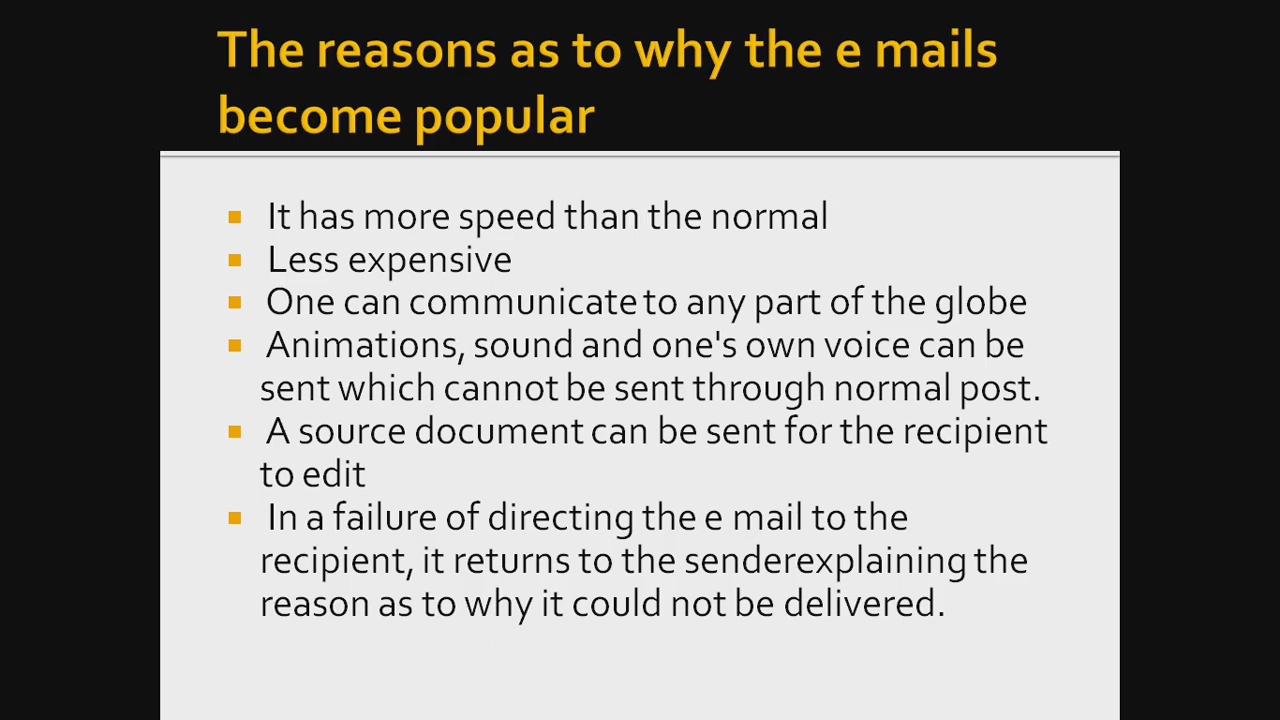 The reasons as to why the e mails
become popular
It has more speed than the normal
Less expensive
One can communicate to any part of the globe
Animations, sound and one's own voice can be
sent which cannot be sent through normal post.
A source document can be sent for the recipient
to edit
In a failure of directing the e mail to the
recipient, it returns to the senderexplaining the
reason as to why it could not be delivered.